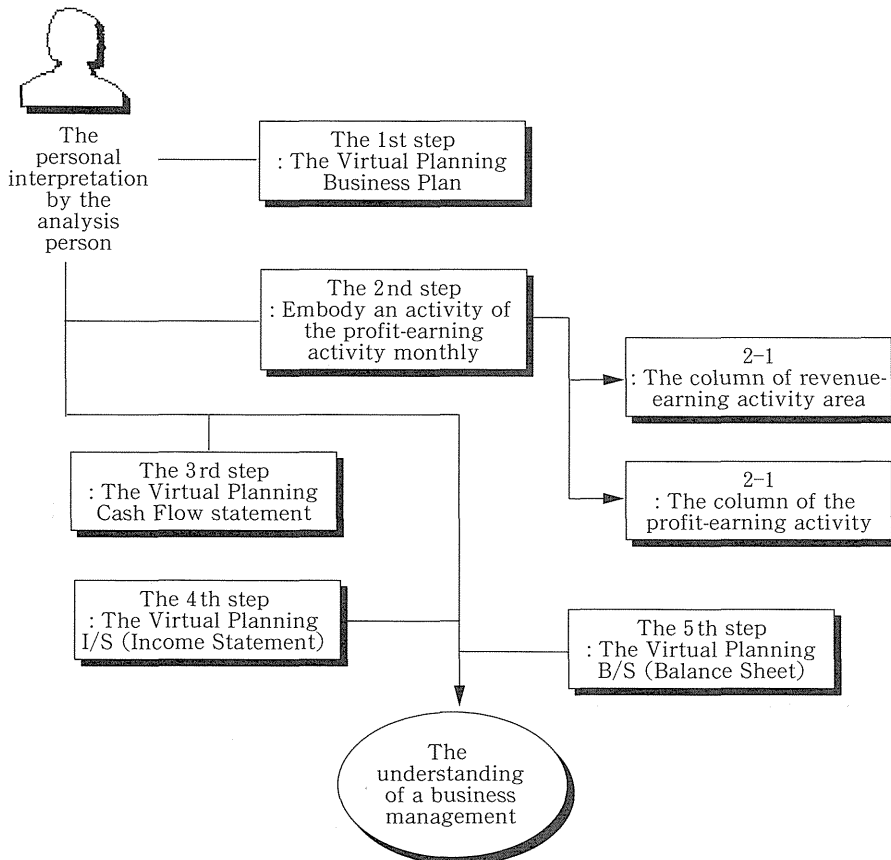 The
personal
interpretation
by the
analysis
person
The 1st step
: The Virtual Planning
Business Plan
The 2nd step
: Embody an activity of
the profit-earning
activity monthly
2-1
: The column of revenue-
earning activity area
2-1
: The column of the
profit-earning activity
The 3rd step
: The Virtual Planning
Cash Flow statement
The 4th step
: The Virtual Planning
I/S (Income Statement)
The 5th step
: The Virtual Planning
B/S (Balance Sheet)
The
understanding
of a business
management